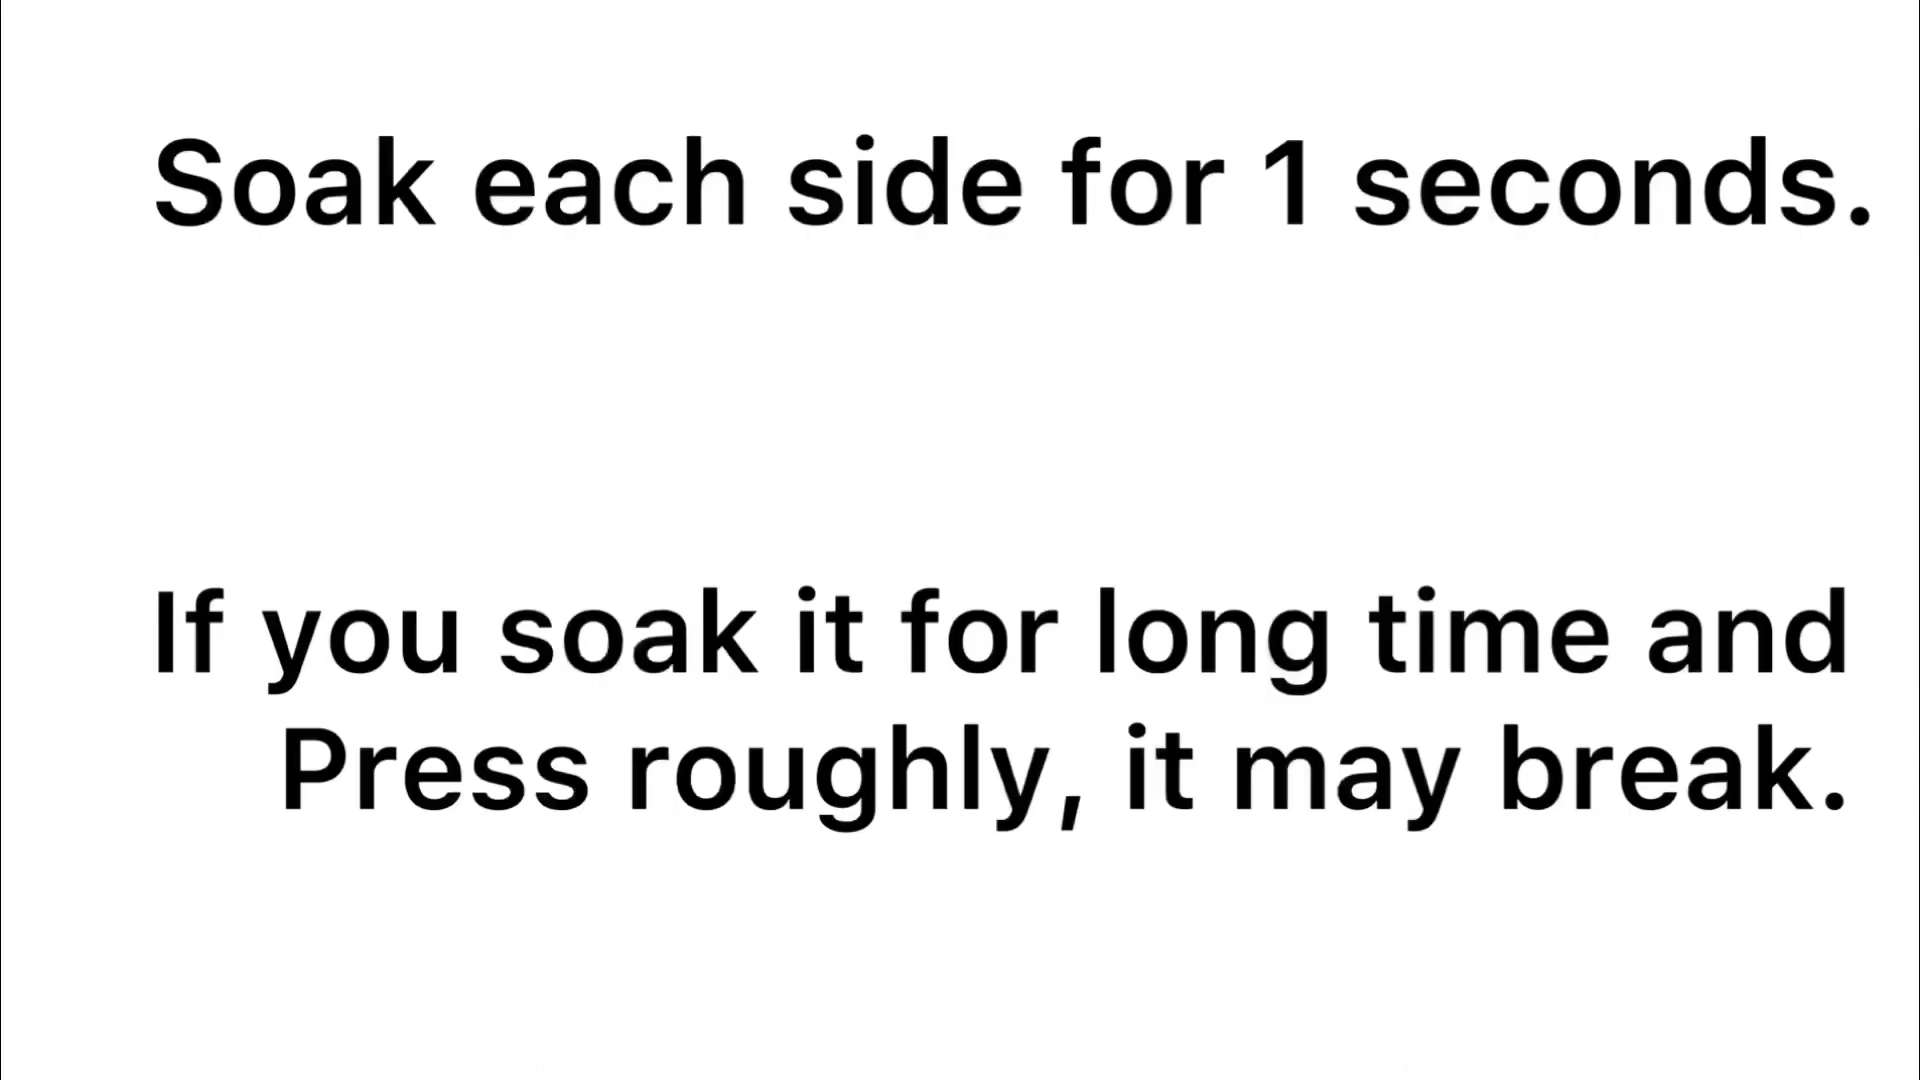 Soak each side for 1 seconds.
If you soak it for long time and
Press roughly, it may break.